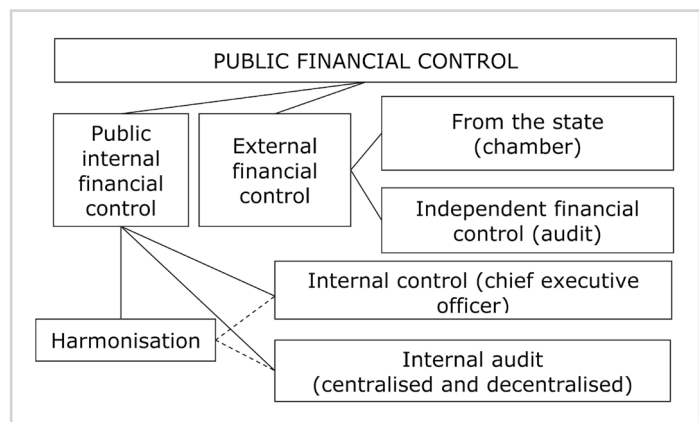 PUBLIC FINANCIAL CONTROL
Public
internal
financial
control
External
financial
control
From the state
(chamber)
Independent financial
control (audit)
Internal control (chief executive
officer)
Harmonisation
Internal audit
(centralised and decentralised)